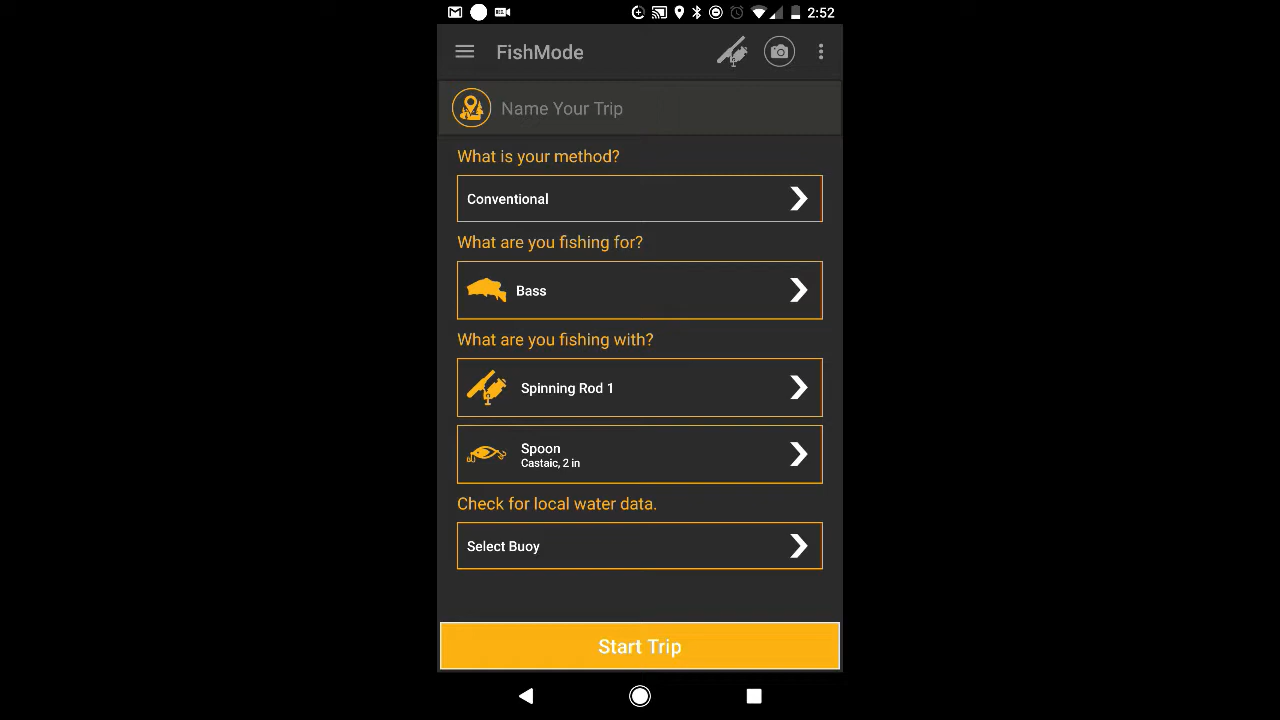 2:52
FishMode
Name Your Trip
What is your method?
Conventional
What are you fishing for?
Bass
What are you fishing with?
Spinning Rod 1
Spoon
Castaic, 2 in
Check for local water data.
Select Buoy
Start Trip